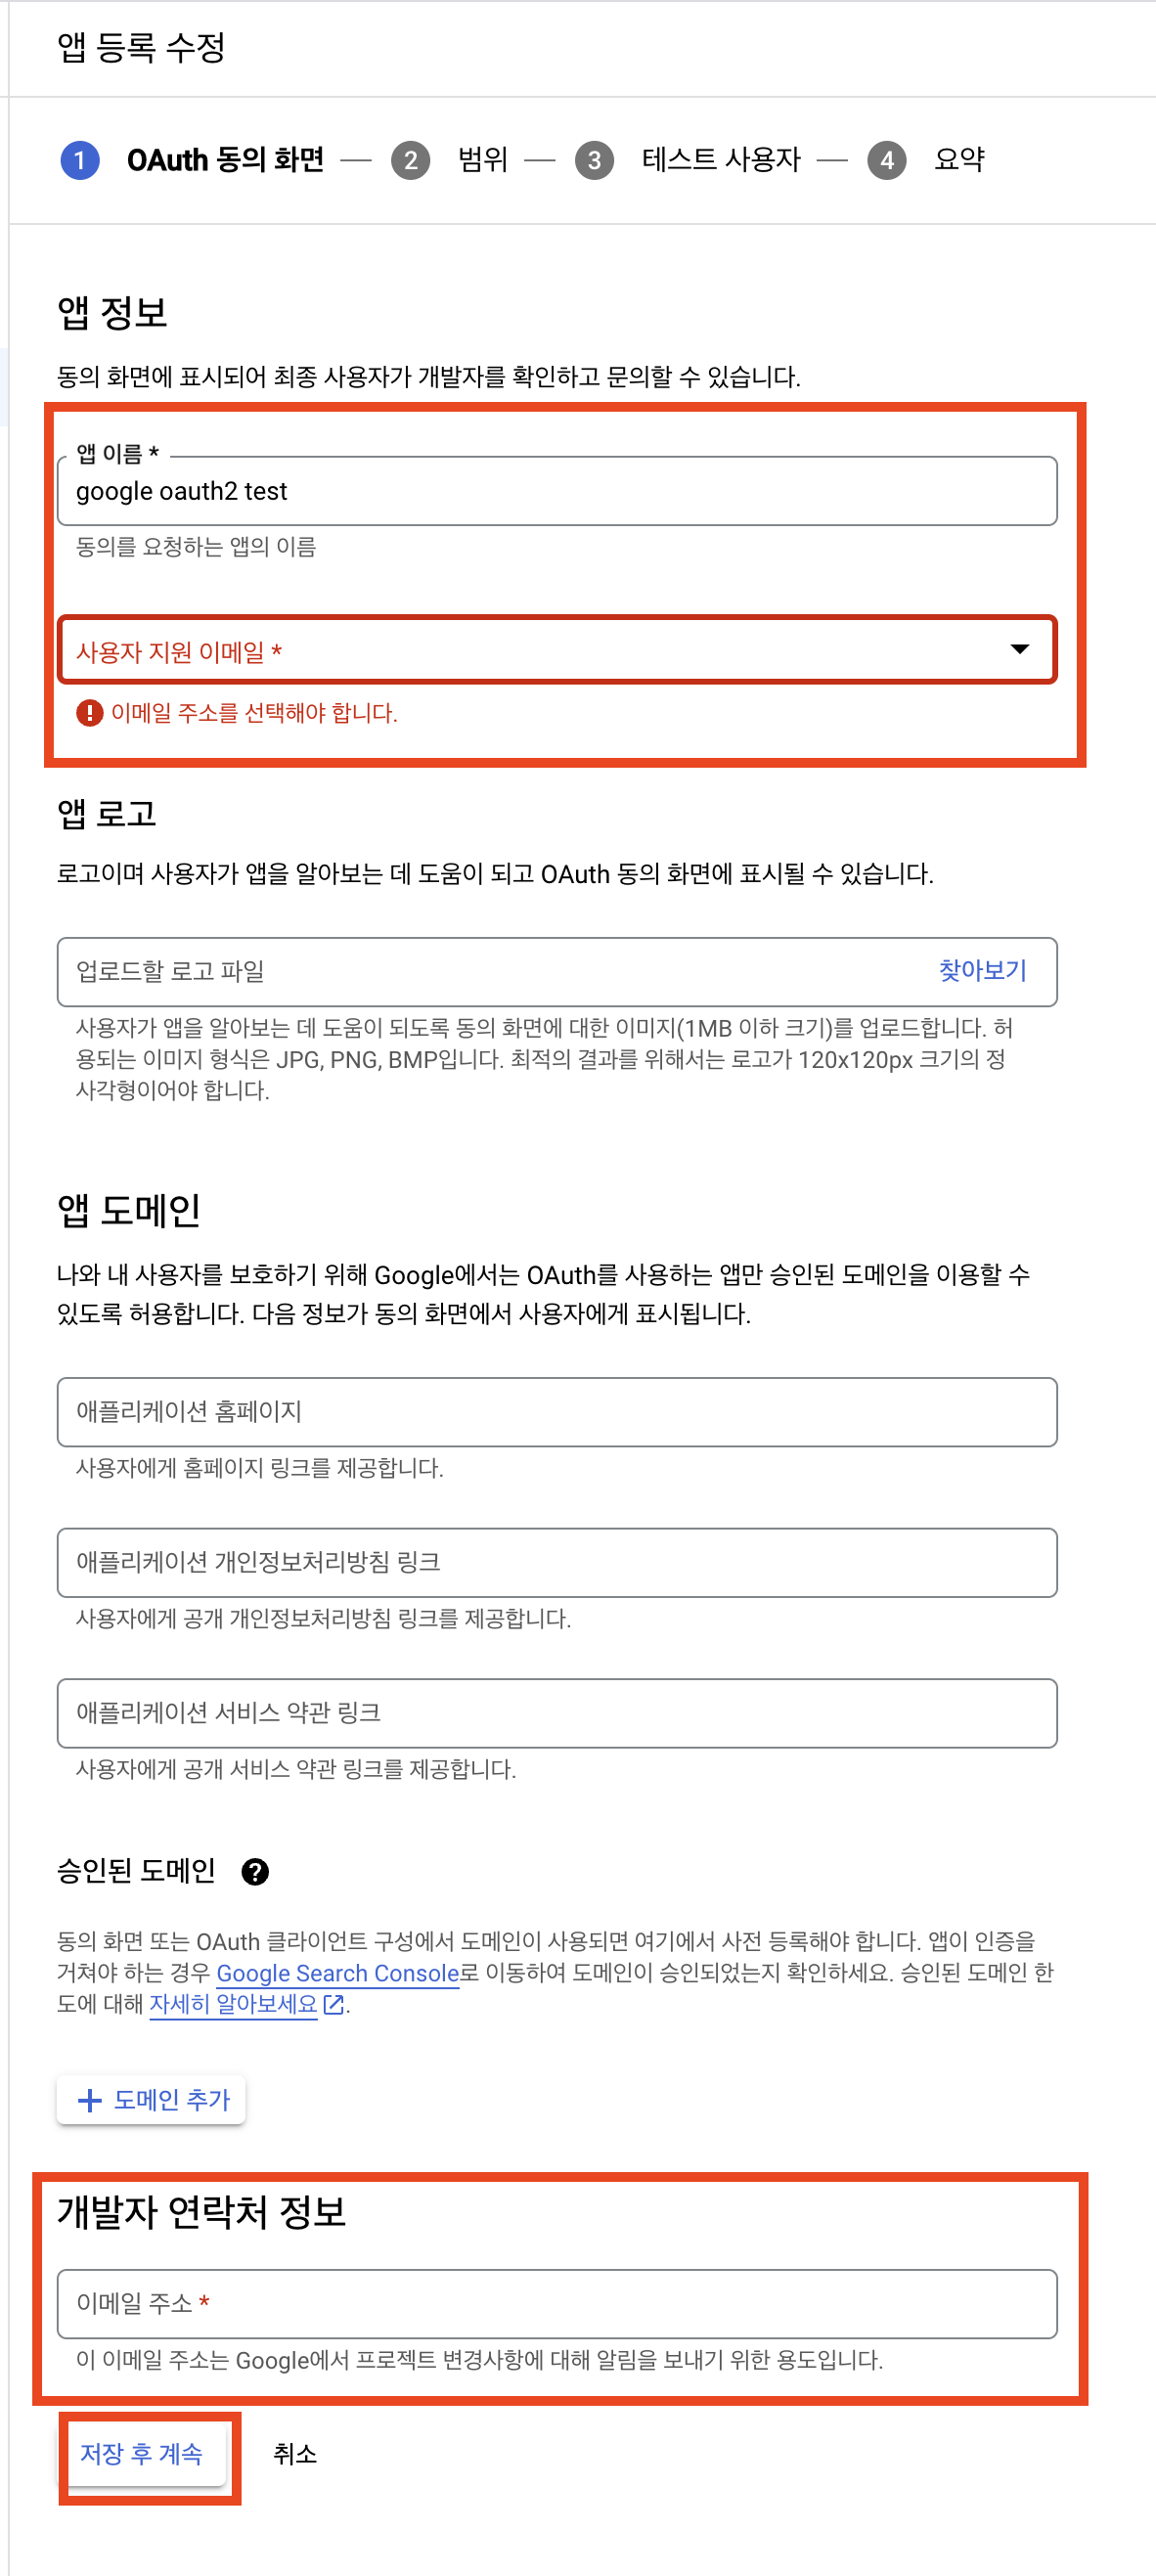 앱 등록 수정
1 OAuth 동의 화면 — 2 범위 — 3 테스트 사용자 — 4 요약
앱 정보
동의 화면에 표시되어 최종 사용자가 개발자를 확인하고 문의할 수 있습니다.
앱 이름 *
google oauth2 test
동의를 요청하는 앱의 이름
사용자 지원 이메일 *
이메일 주소를 선택해야 합니다.
앱 로고
로고이며 사용자가 앱을 알아보는 데 도움이 되고 OAuth 동의 화면에 표시될 수 있습니다.
업로드할 로고 파일 찾아보기
사용자가 앱을 알아보는 데 도움이 되도록 동의 화면에 대한 이미지(1MB 이하 크기)를 업로드합니다. 허
용되는 이미지 형식은 JPG, PNG, BMP입니다. 최적의 결과를 위해서는 로고가 120x120px 크기의 정
사각형이어야 합니다.
앱 도메인
나와 내 사용자를 보호하기 위해 Google에서는 OAuth를 사용하는 앱만 승인된 도메인을 이용할 수
있도록 허용합니다. 다음 정보가 동의 화면에서 사용자에게 표시됩니다.
애플리케이션 홈페이지
사용자에게 홈페이지 링크를 제공합니다.
애플리케이션 개인정보처리방침 링크
사용자에게 공개 개인정보처리방침 링크를 제공합니다.
애플리케이션 서비스 약관 링크
사용자에게 공개 서비스 약관 링크를 제공합니다.
승인된 도메인
동의 화면 또는 OAuth 클라이언트 구성에서 도메인이 사용되면 여기에서 사전 등록해야 합니다. 앱이 인증을
거쳐야 하는 경우 Google Search Console로 이동하여 도메인이 승인되었는지 확인하세요. 승인된 도메인 한
도에 대해 자세히 알아보세요.
+ 도메인 추가
개발자 연락처 정보
이메일 주소 *
이 이메일 주소는 Google에서 프로젝트 변경사항에 대해 알림을 보내기 위한 용도입니다.
저장 후 계속 취소